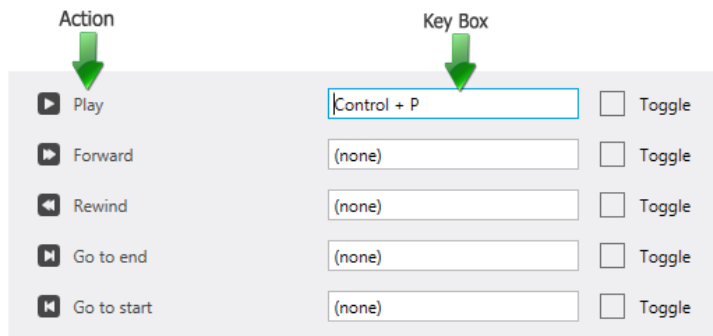 Action Key Box
Play Control + P Toggle
Forward (none) Toggle
Rewind (none) Toggle
Go to end (none) Toggle
Go to start (none) Toggle